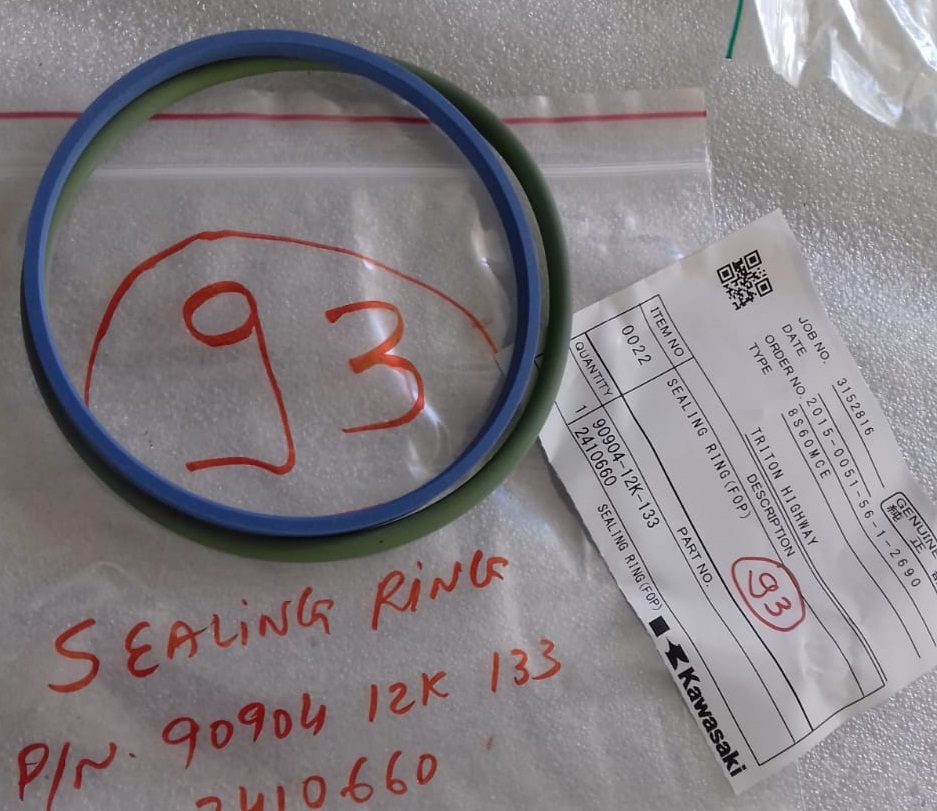 93
SEALING RING
P/N. 90904 12K 133
2410660
JOB NO. 3152816
DATE
ORDER NO. 2015-0051-56-1-2690
TYPE 8S60MCE
TRITON HIGHWAY
GENUINE
純正
ITEM NO DESCRIPTION
0022 SEALING RING(FOP)
93
QUANTITY PART NO.
1 90904-12K-133
2410660 SEALING RING(FOP)
Kawasaki